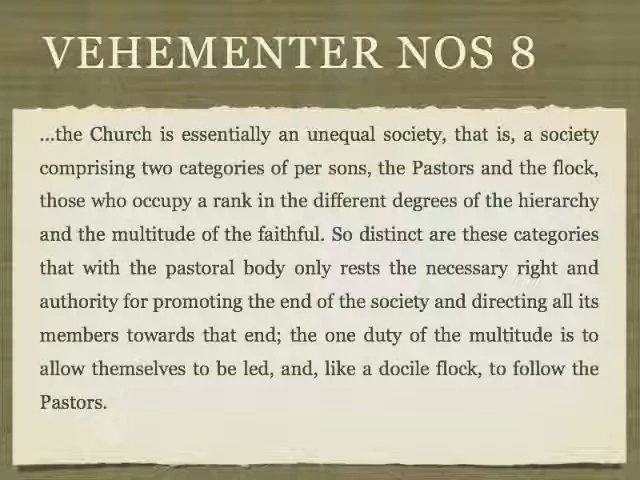 VEHEMENTER NOS 8
...the Church is essentially an unequal society, that is, a society
comprising two categories of per sons, the Pastors and the flock,
those who occupy a rank in the different degrees of the hierarchy
and the multitude of the faithful. So distinct are these categories
that with the pastoral body only rests the necessary right and
authority for promoting the end of the society and directing all its
members towards that end; the one duty of the multitude is to
allow themselves to be led, and, like a docile flock, to follow the
Pastors.